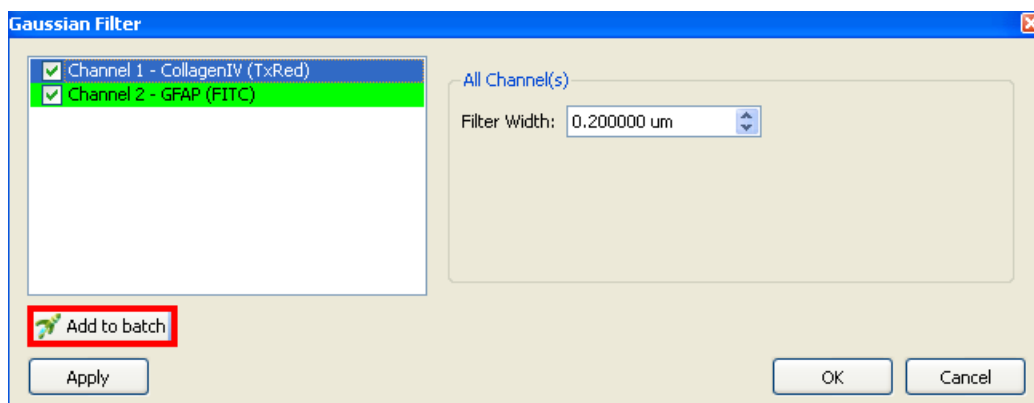 Gaussian Filter
Channel 1 - CollagenIV (TxRed)
Channel 2 - GFAP (FITC)
All Channel(s)
Filter Width: 0.200000 um
Add to batch
Apply
OK
Cancel